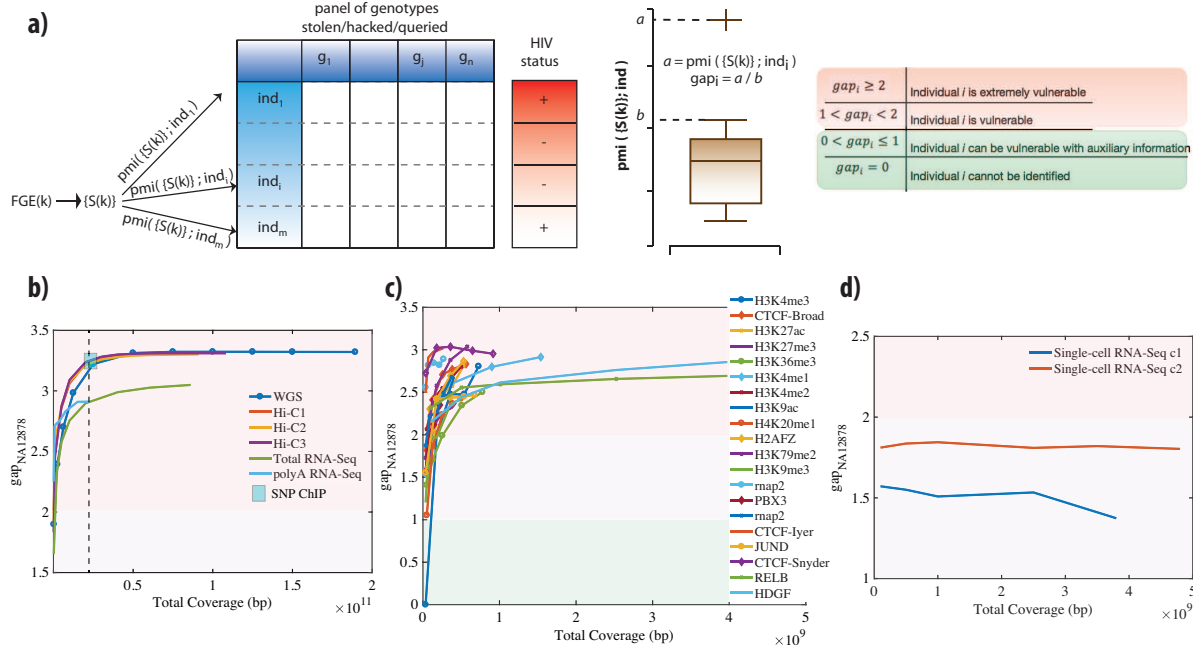 a)
panel of genotypes
stolen/hacked/queried
HIV
status
g1
gj
gn
ind1
indi
indm
+
-
-
+
FGE(k)
{S(k)}
pmi( {S(k)} ; ind1)
pmi( {S(k)} ; indi)
pmi( {S(k)} ; indm)
pmi ({S(k)}; ind)
a
b
a = pmi ({S(k)} ; indi)
gapi = a / b
gapi ≥ 2 Individual i is extremely vulnerable
1 < gapi < 2 Individual i is vulnerable
0 < gapi ≤ 1 Individual i can be vulnerable with auxiliary information
gapi = 0 Individual i cannot be identified
b)
gapNA12878
3.5
3
2.5
2
1.5
0.5 1 1.5 2
Total Coverage (bp)
×10^11
WGS
Hi-C1
Hi-C2
Hi-C3
Total RNA-Seq
polyA RNA-Seq
SNP ChIP
c)
gapNA12878
3.5
3
2.5
2
1.5
1
0.5
0
0 1 2 3 4
Total Coverage (bp)
×10^9
H3K4me3
CTCF-Broad
H3K27ac
H3K27me3
H3K36me3
H3K4me1
H3K4me2
H3K9ac
H4K20me1
H2AFZ
H3K79me2
H3K9me3
rnap2
PBX3
rnap2
CTCF-Iyer
JUND
CTCF-Snyder
RELB
HDGF
d)
gapNA12878
2.5
2
1.5
1
0 1 2 3 4 5
Total Coverage (bp)
×10^9
Single-cell RNA-Seq c1
Single-cell RNA-Seq c2